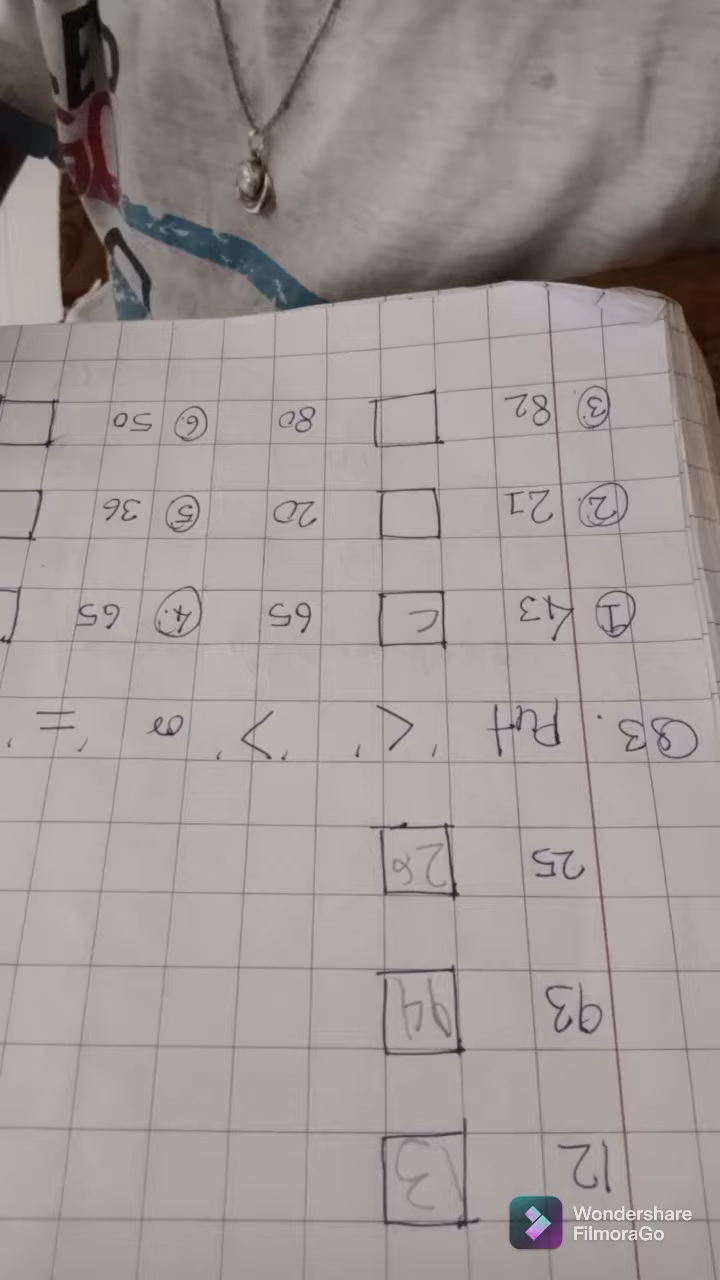 12 13
93 94
25 26
Q3. Put '>', '<' or '='
1. 43 > 65 4. 65
2. 21 20 5. 36
3. 82 80 6. 50
Wondershare
FilmoraGo